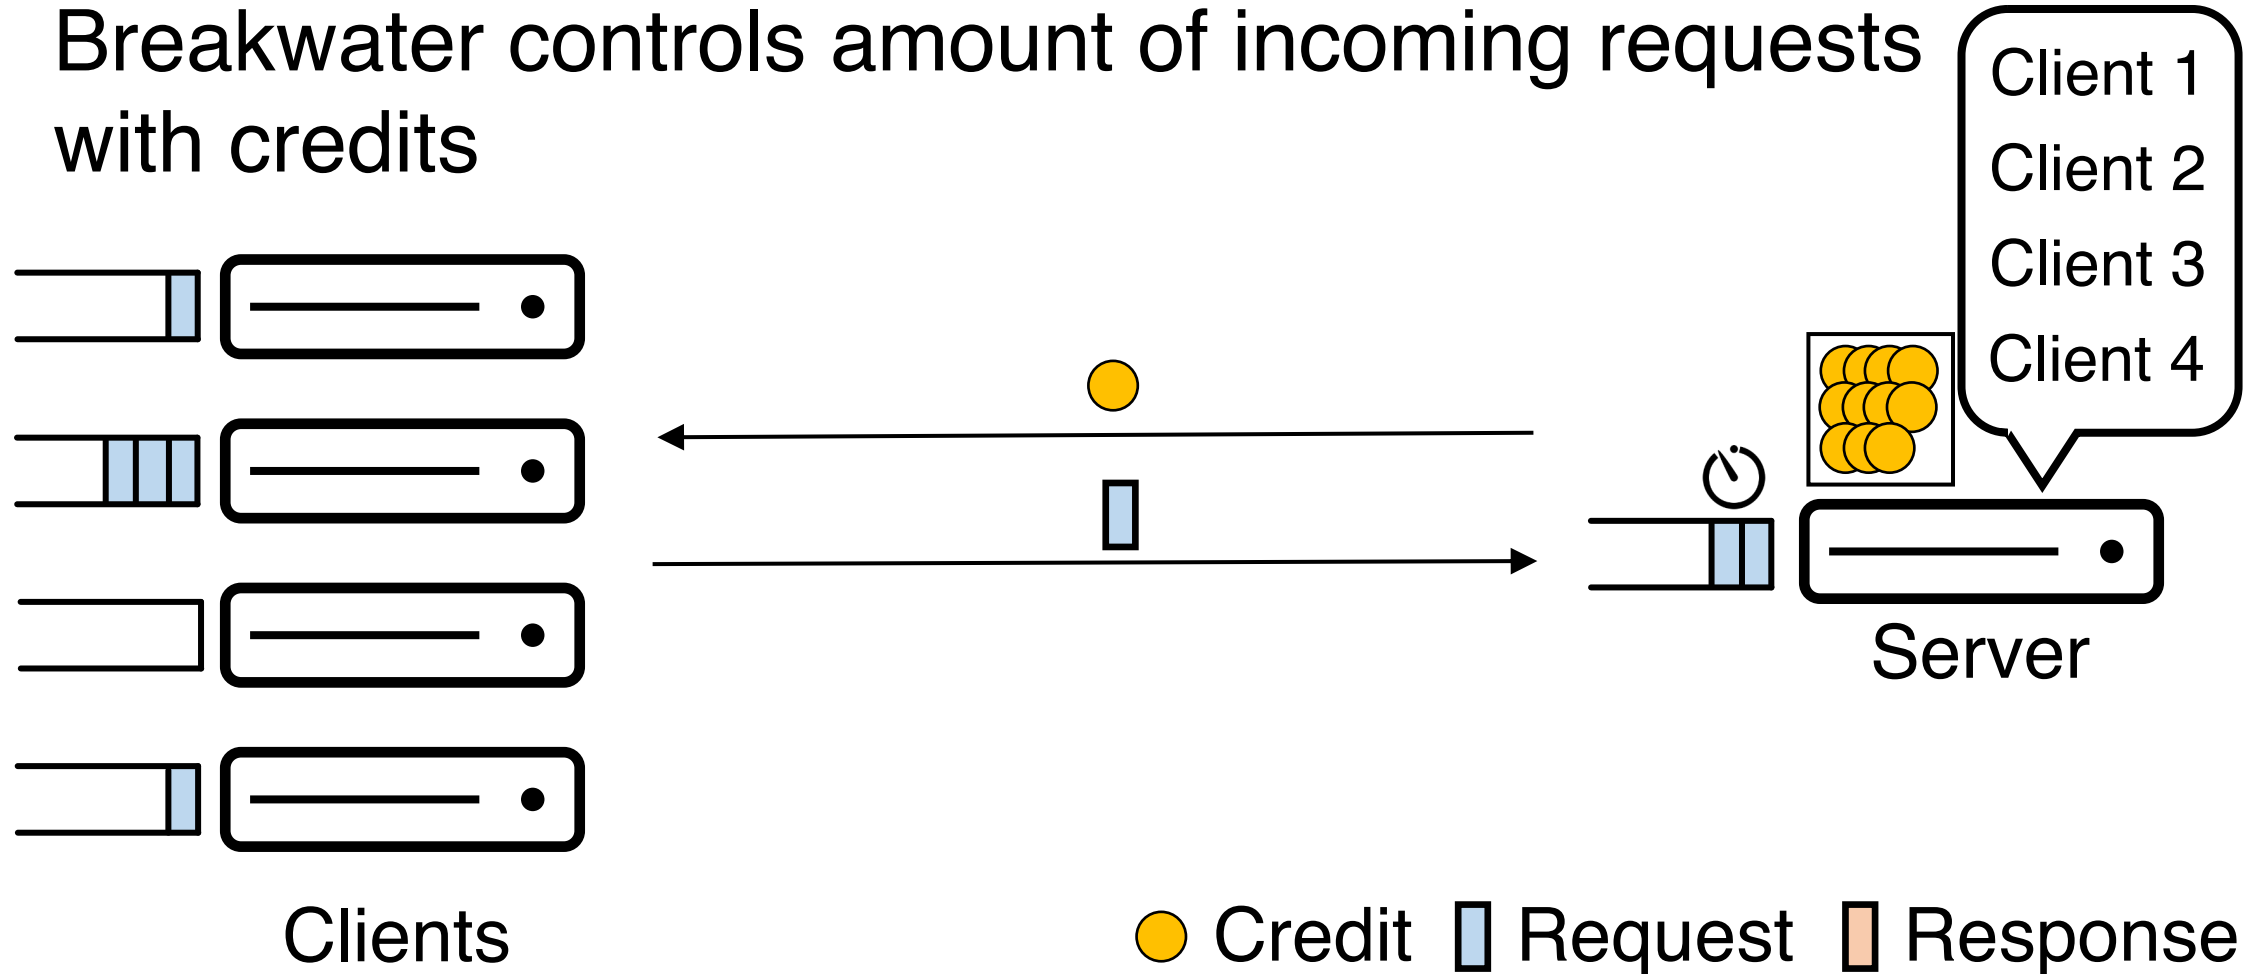 Breakwater controls amount of incoming requests
with credits
Client 1
Client 2
Client 3
Client 4
Server
Clients
Credit
Request
Response